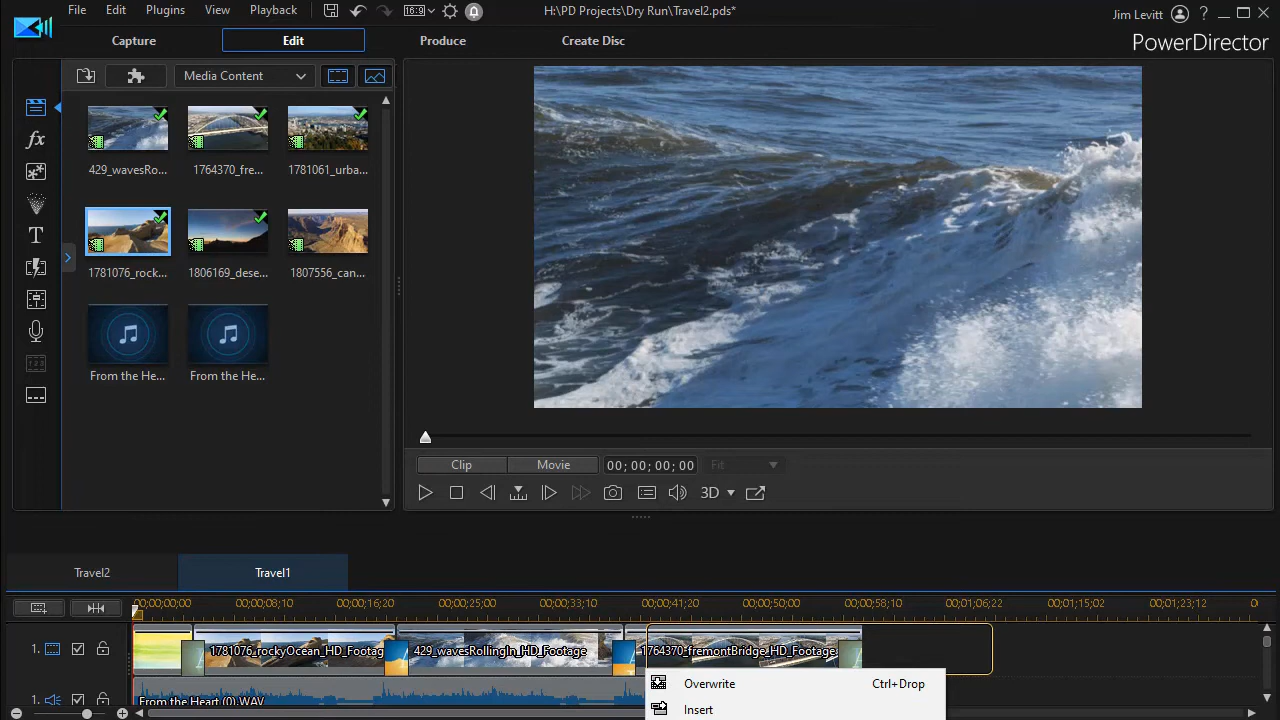 File Edit Plugins View Playback 16:9 H:\PD Projects\Dry Run\Travel2.pds* Jim Levitt ?
Capture Edit Produce Create Disc PowerDirector
Media Content
429_wavesRo... 1764370_fre... 1781061_urba...
fx
T
1781076_rock... 1806169_dese... 1807556_can...
From the He... From the He...
Clip Movie 00; 00; 00; 00 Fit
3D
Travel2 Travel1
00;00;00;00 00;00;08;10 00;00;16;20 00;00;25;00 00;00;33;10 00;00;41;20 00;00;50;00 00;00;58;10 00;01;06;22 00;01;15;02 00;01;23;12
1. 1781076_rockyOcean_HD_Footag 429_wavesRollingIn_HD_Footage 1764370_fremontBridge_HD_Footage
Overwrite Ctrl+Drop
1. From the Heart (0).WAV
Insert